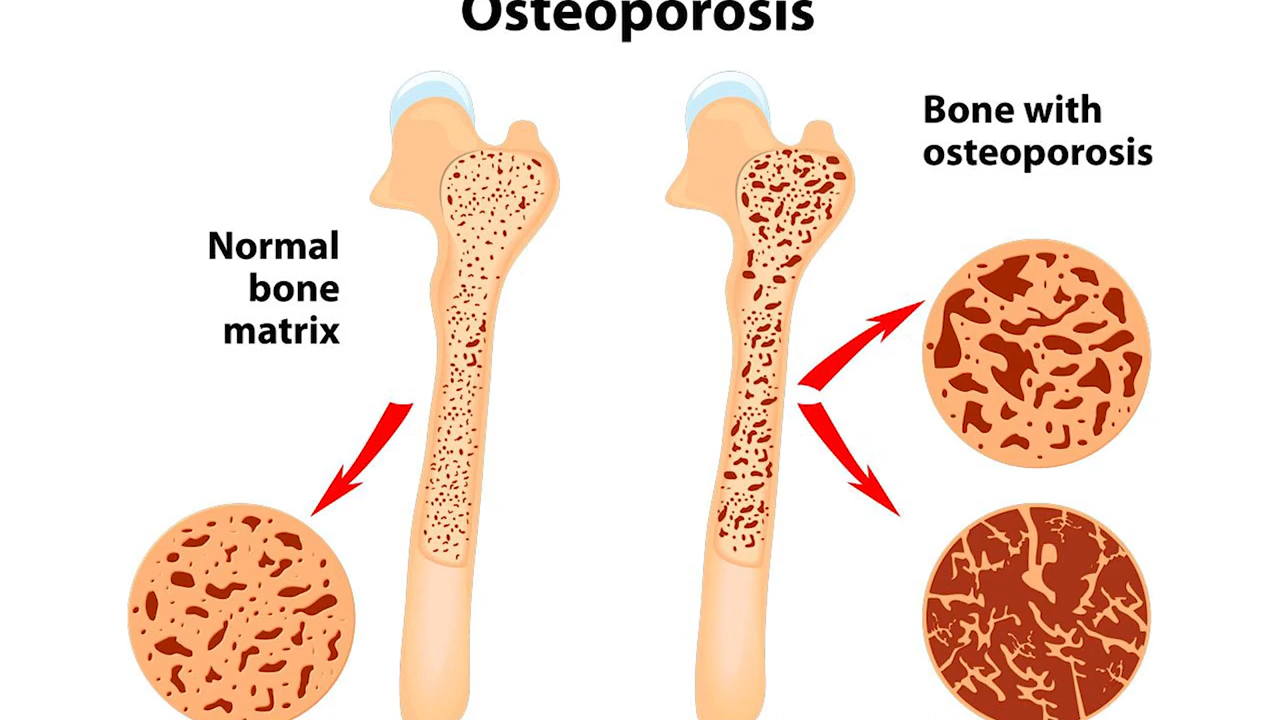 Osteoporosis
Bone with
osteoporosis
Normal
bone
matrix